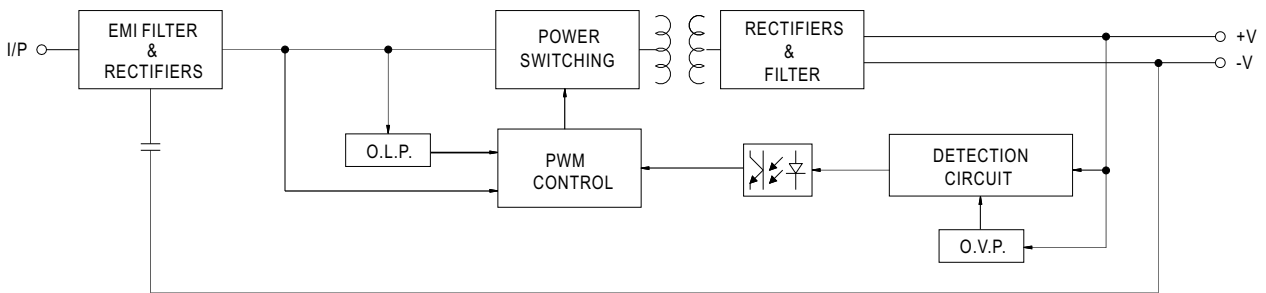 I/P
EMI FILTER
&
RECTIFIERS
POWER
SWITCHING
RECTIFIERS
&
FILTER
+V
-V
O.L.P.
PWM
CONTROL
DETECTION
CIRCUIT
O.V.P.